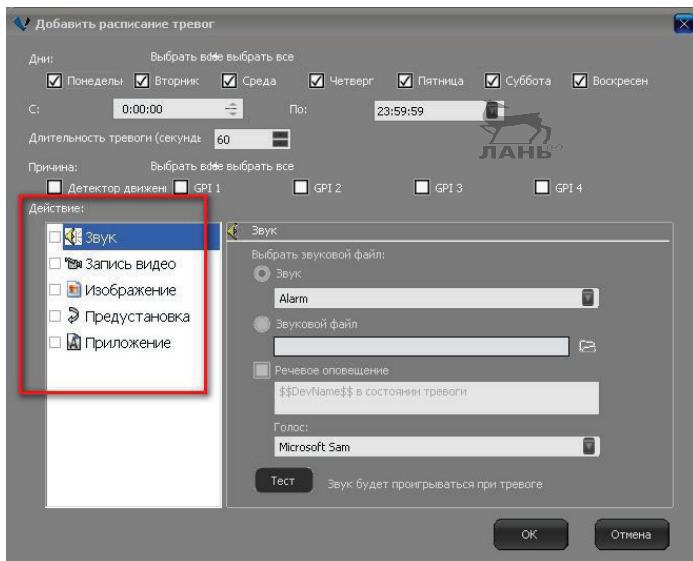 Добавить расписание тревог
Дни: Выбрать все выбрать все
Понедель Вторник Среда Четверг Пятница Суббота Воскресен
С: 0:00:00 По: 23:59:59
Длительность тревоги (секунды 60
ЛАНЬ
Причина: Выбрать все выбрать все
Детектор движени GPI 1 GPI 2 GPI 3 GPI 4
Действие:
Звук
Запись видео
Изображение
Предустановка
Приложение
Звук
Выбрать звуковой файл:
Звук
Alarm
Звуковой файл
Речевое оповещение
$$DevName$$ в состоянии тревоги
Голос:
Microsoft Sam
Тест Звук будет проигрываться при тревоге
OK Отмена